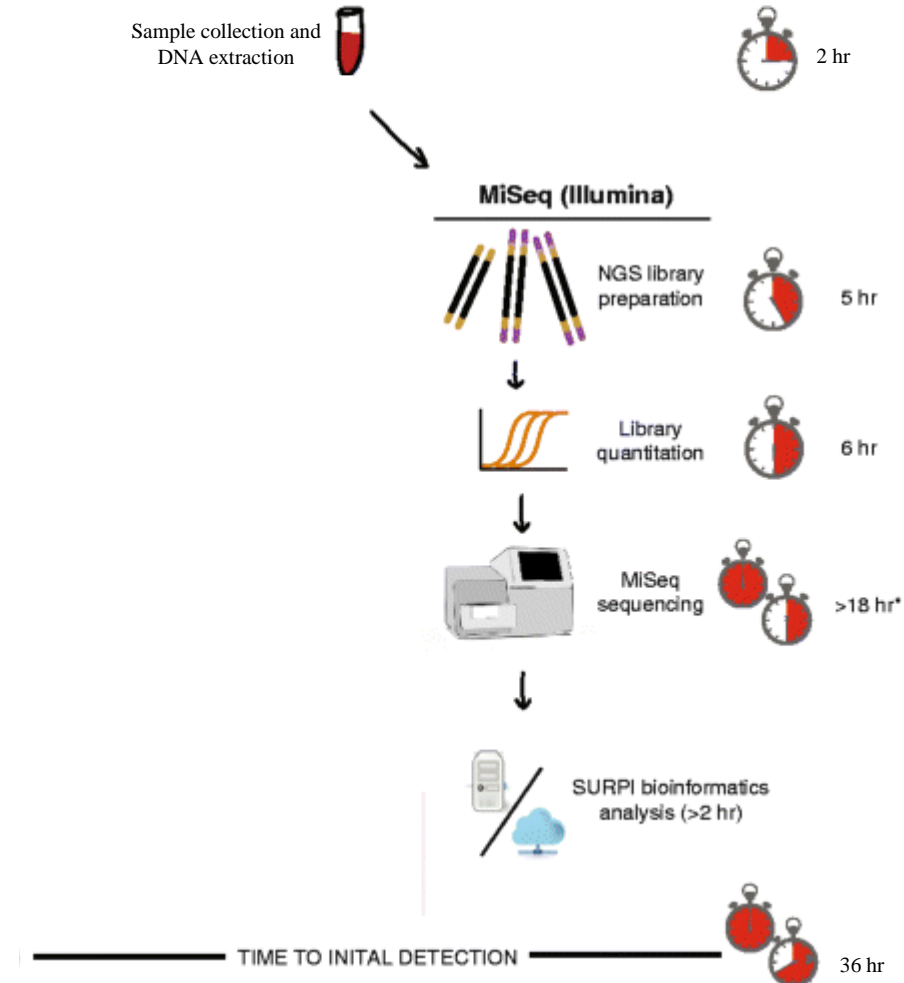 Sample collection and
DNA extraction
2 hr
MiSeq (Illumina)
NGS library
preparation
5 hr
Library
quantitation
6 hr
MiSeq
sequencing
>18 hr*
SURPI bioinformatics
analysis (>2 hr)
TIME TO INITAL DETECTION
36 hr